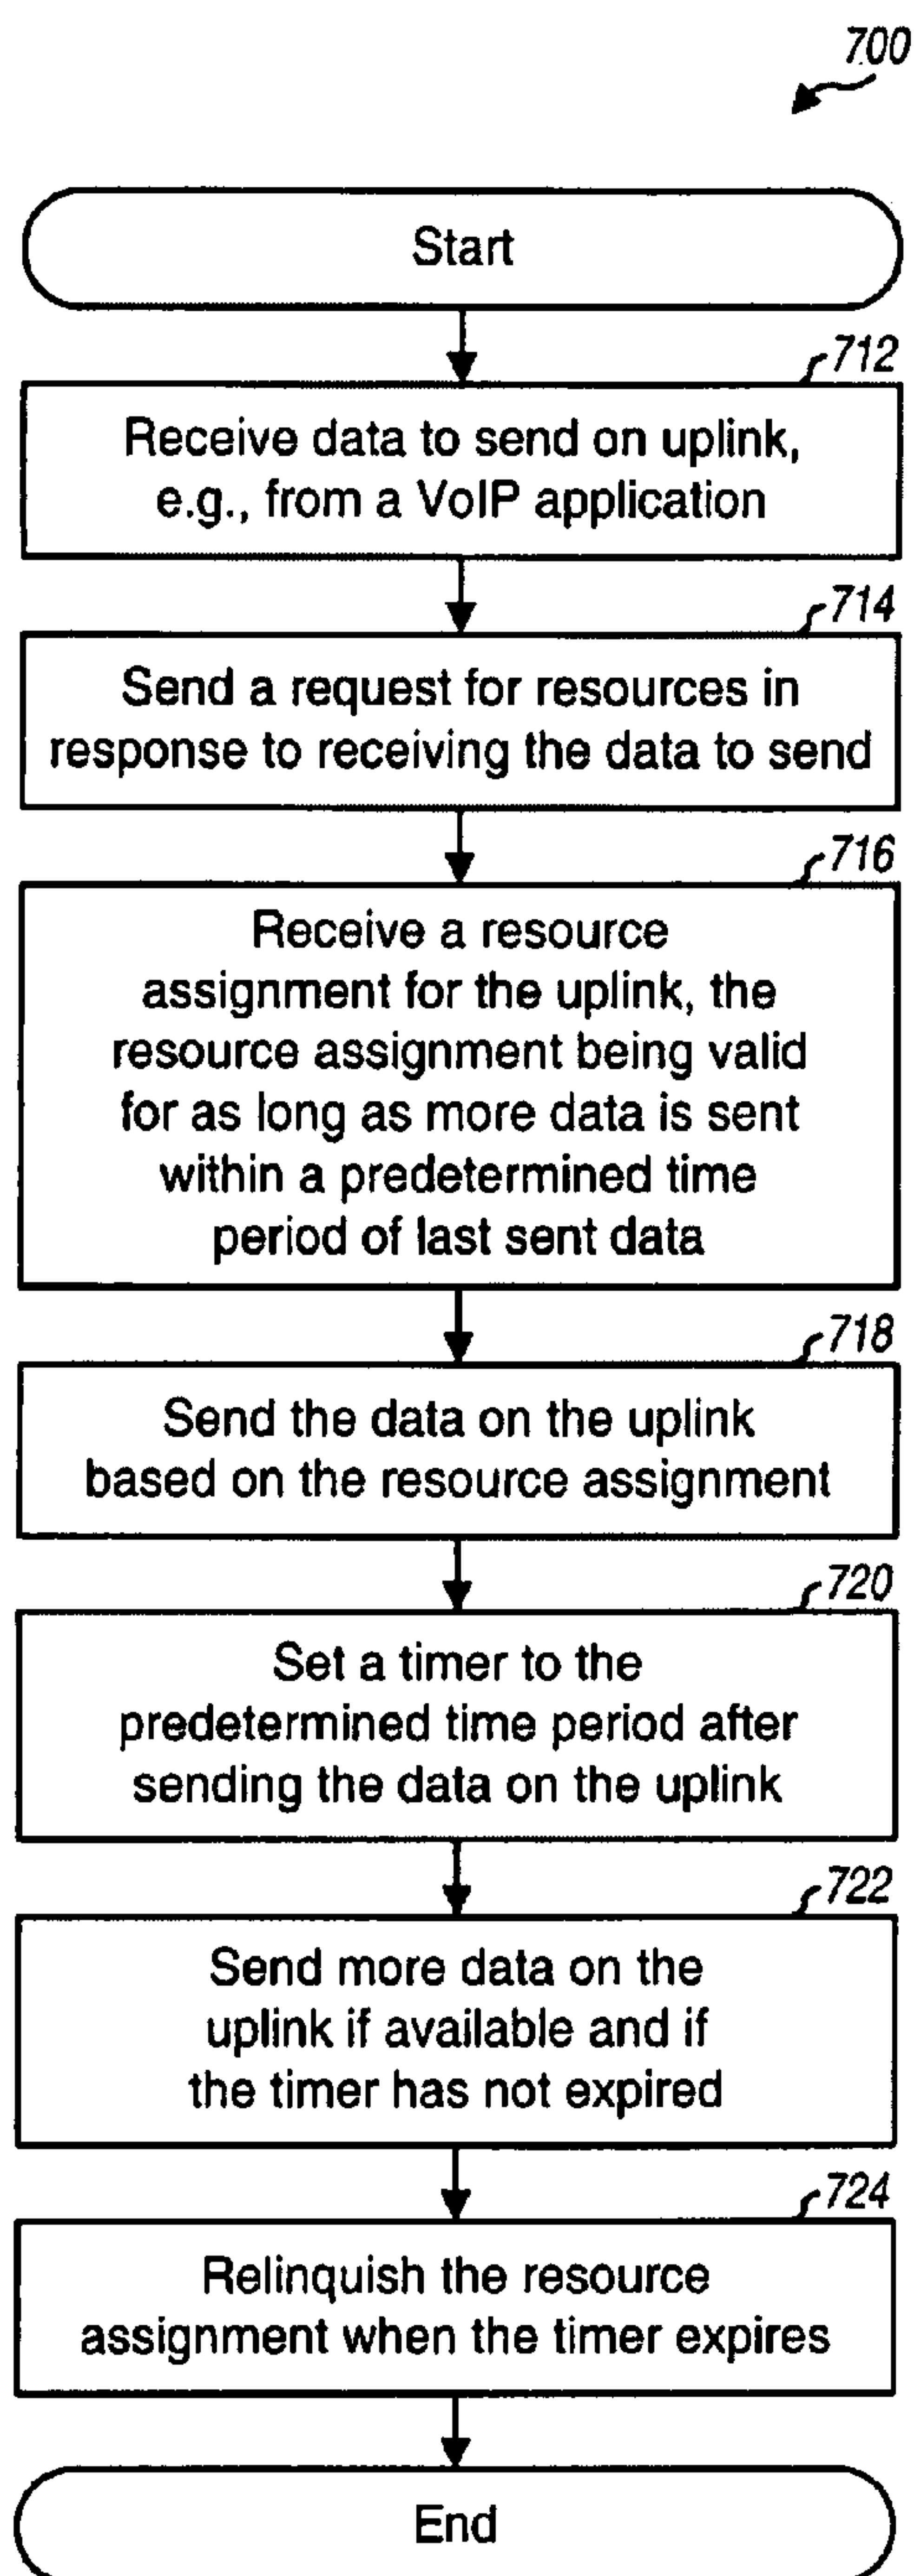 700
Start
712
Receive data to send on uplink,
e.g., from a VoIP application
714
Send a request for resources in
response to receiving the data to send
716
Receive a resource
assignment for the uplink, the
resource assignment being valid
for as long as more data is sent
within a predetermined time
period of last sent data
718
Send the data on the uplink
based on the resource assignment
720
Set a timer to the
predetermined time period after
sending the data on the uplink
722
Send more data on the
uplink if available and if
the timer has not expired
724
Relinquish the resource
assignment when the timer expires
End